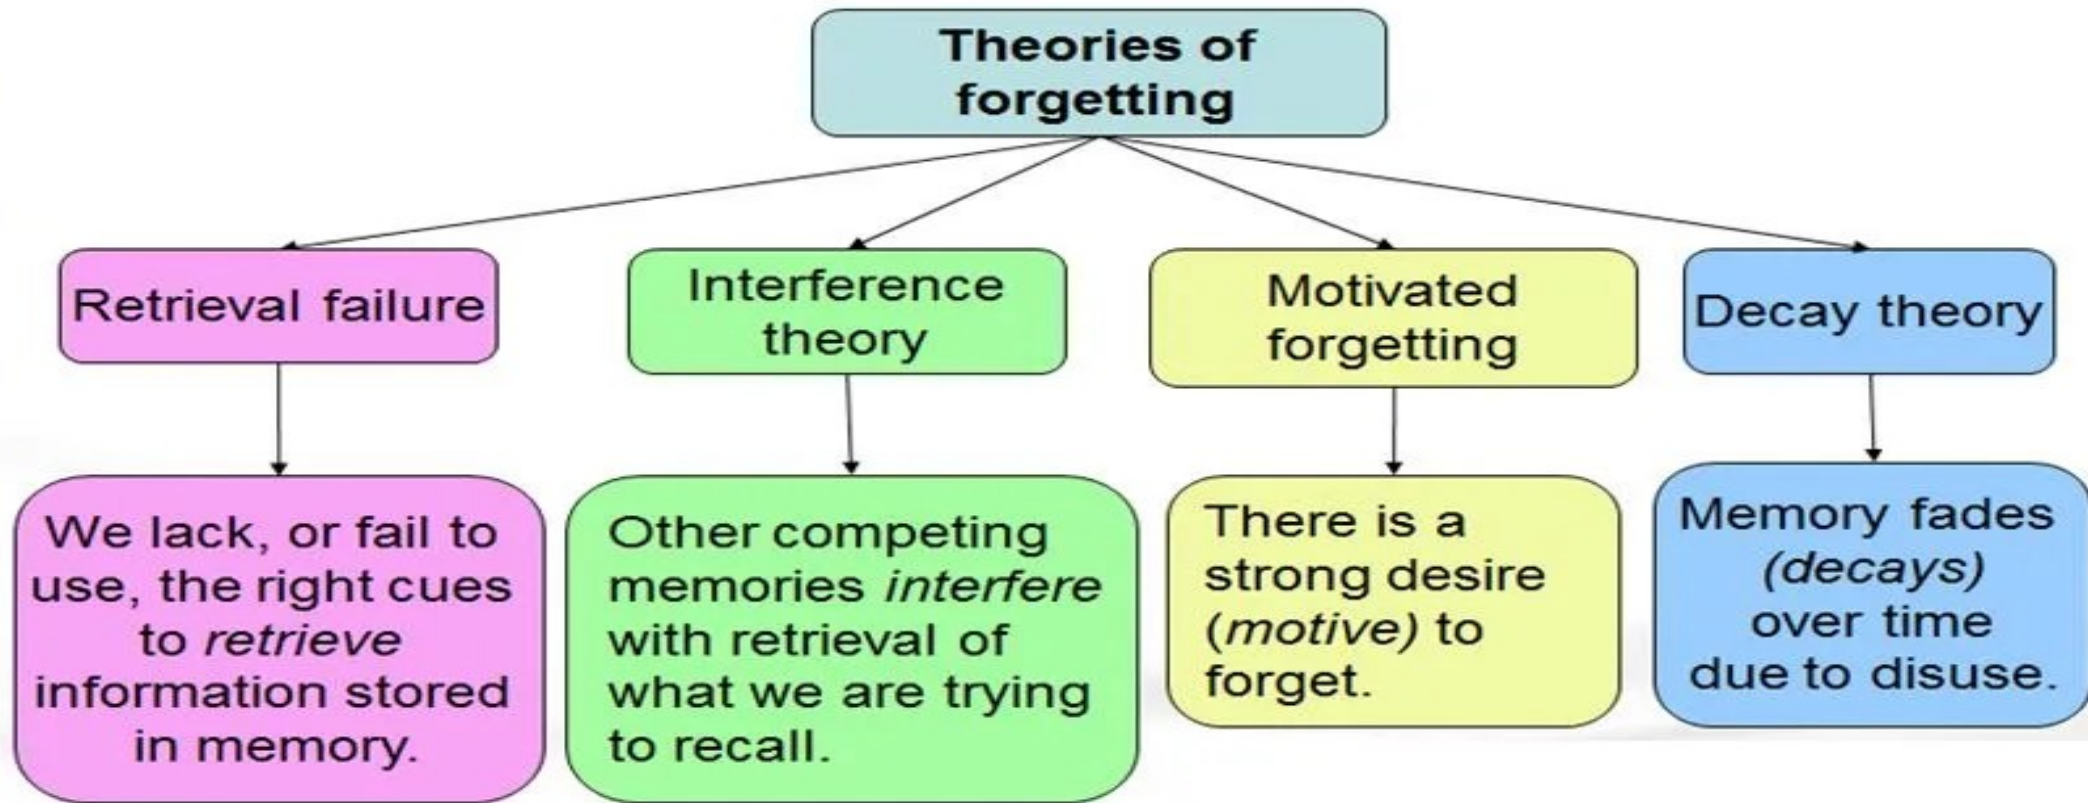 Theories of
forgetting
Retrieval failure
Interference
theory
Motivated
forgetting
Decay theory
We lack, or fail to
use, the right cues
to retrieve
information stored
in memory.
Other competing
memories interfere
with retrieval of
what we are trying
to recall.
There is a
strong desire
(motive) to
forget.
Memory fades
(decays)
over time
due to disuse.